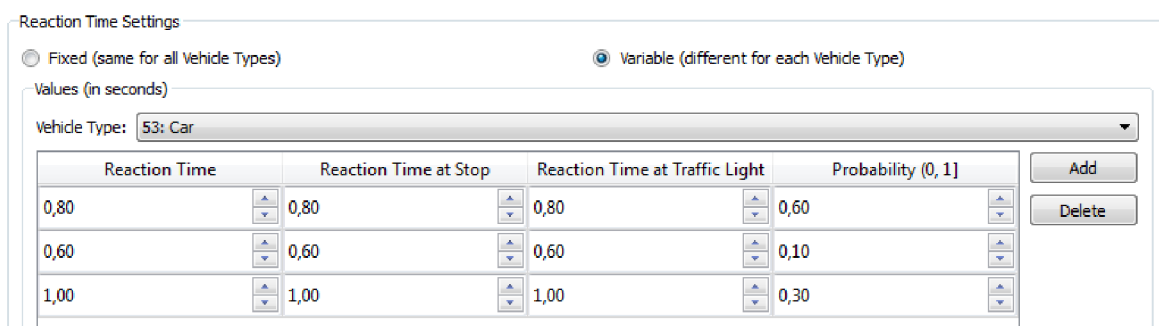 Reaction Time Settings
Fixed (same for all Vehicle Types) Variable (different for each Vehicle Type)
Values (in seconds)
Vehicle Type: 53: Car
Reaction Time Reaction Time at Stop Reaction Time at Traffic Light Probability (0, 1] Add
0,80 0,80 0,80 0,60 Delete
0,60 0,60 0,60 0,10
1,00 1,00 1,00 0,30